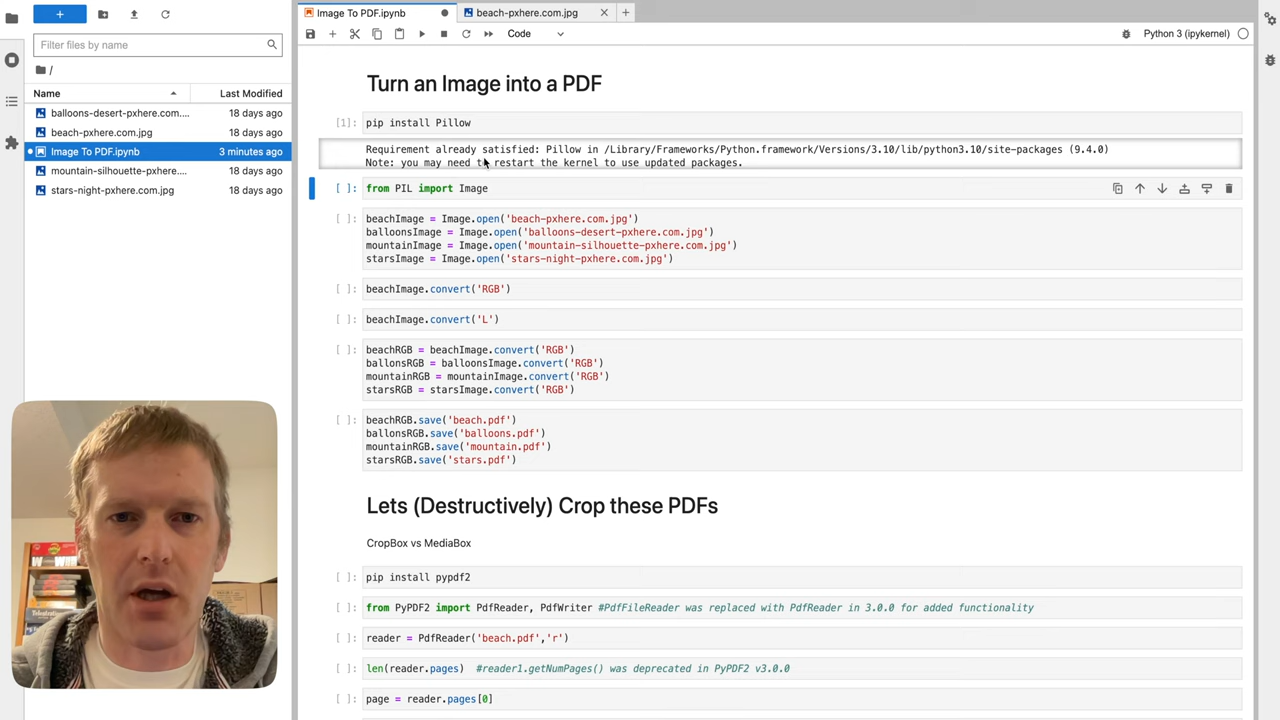 Image To PDF.ipynb
beach-pxhere.com.jpg
Filter files by name
Code
Python 3 (ipykernel)
/
Name
Last Modified
balloons-desert-pxhere.com....
18 days ago
beach-pxhere.com.jpg
18 days ago
Image To PDF.ipynb
3 minutes ago
mountain-silhouette-pxhere....
18 days ago
stars-night-pxhere.com.jpg
18 days ago
Turn an Image into a PDF
[1]: pip install Pillow
Requirement already satisfied: Pillow in /Library/Frameworks/Python.framework/Versions/3.10/lib/python3.10/site-packages (9.4.0)
Note: you may need to restart the kernel to use updated packages.
[ ]: from PIL import Image
[ ]: beachImage = Image.open('beach-pxhere.com.jpg')
balloonsImage = Image.open('balloons-desert-pxhere.com.jpg')
mountainImage = Image.open('mountain-silhouette-pxhere.com.jpg')
starsImage = Image.open('stars-night-pxhere.com.jpg')
[ ]: beachImage.convert('RGB')
[ ]: beachImage.convert('L')
[ ]: beachRGB = beachImage.convert('RGB')
ballonsRGB = balloonsImage.convert('RGB')
mountainRGB = mountainImage.convert('RGB')
starsRGB = starsImage.convert('RGB')
[ ]: beachRGB.save('beach.pdf')
ballonsRGB.save('balloons.pdf')
mountainRGB.save('mountain.pdf')
starsRGB.save('stars.pdf')
Lets (Destructively) Crop these PDFs
CropBox vs MediaBox
[ ]: pip install pypdf2
[ ]: from PyPDF2 import PdfReader, PdfWriter #PdfFileReader was replaced with PdfReader in 3.0.0 for added functionality
[ ]: reader = PdfReader('beach.pdf','r')
[ ]: len(reader.pages) #reader1.getNumPages() was deprecated in PyPDF2 v3.0.0
[ ]: page = reader.pages[0]